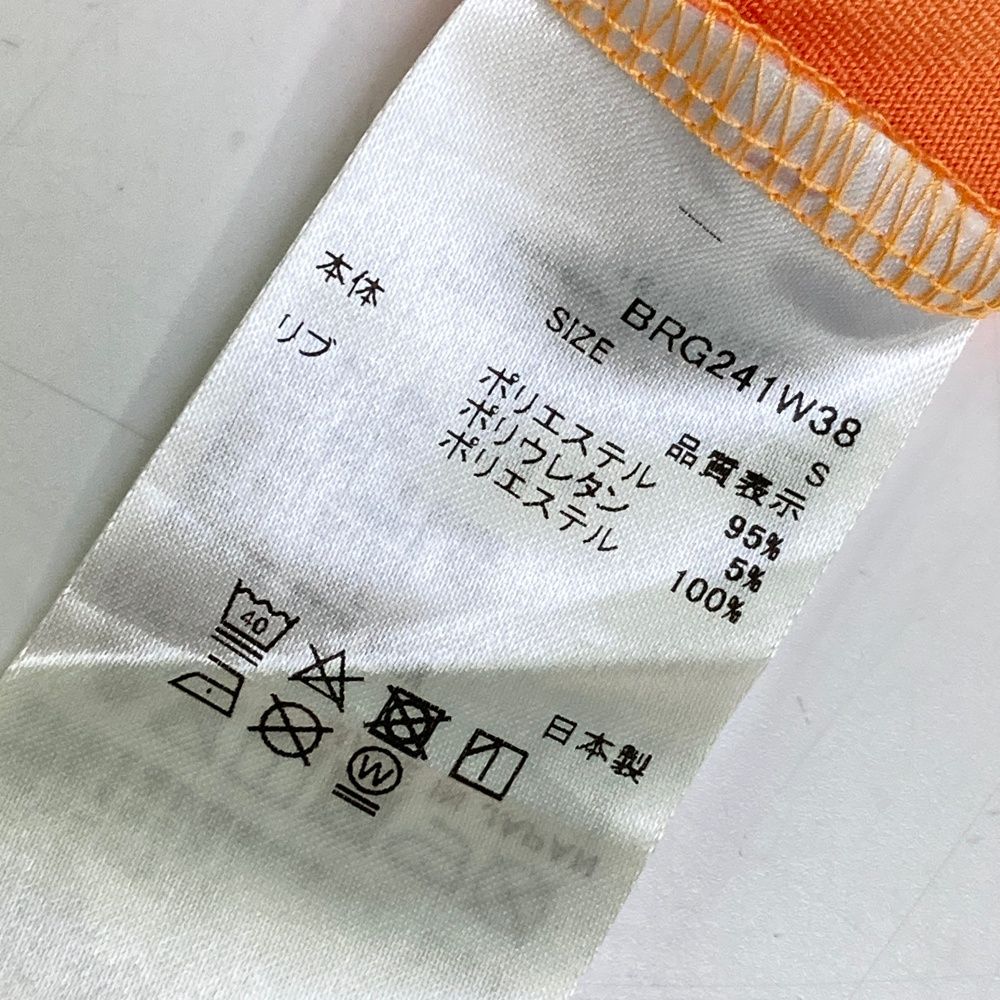 BRG241W38
SIZE S
品質表示
本体 ポリエステル 95%
ポリウレタン 5%
リブ ポリエステル 100%
日本製
40
W